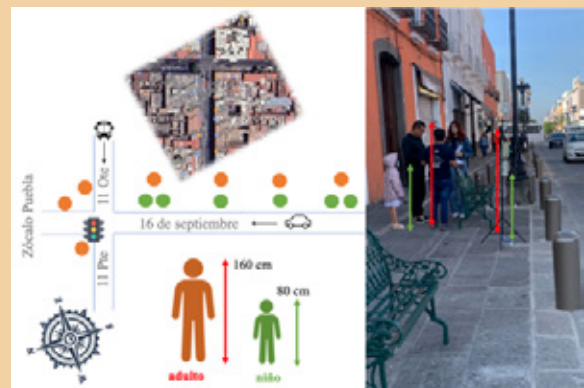 11 Ote
Zócalo Puebla
16 de septiembre
11 Pte
160 cm
80 cm
adulto
niño